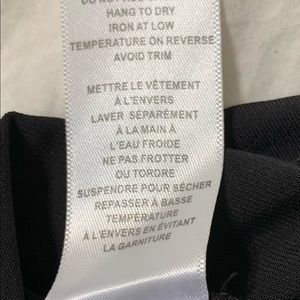 HANG TO DRY
IRON AT LOW
TEMPERATURE ON REVERSE
AVOID TRIM
METTRE LE VÊTEMENT
À L'ENVERS
LAVER SÉPARÉMENT
À LA MAIN À
L'EAU FROIDE
NE PAS FROTTER
OU TORDRE
SUSPENDRE POUR SÉCHER
REPASSER À BASSE
TEMPÉRATURE
À L'ENVERS EN ÉVITANT
LA GARNITURE